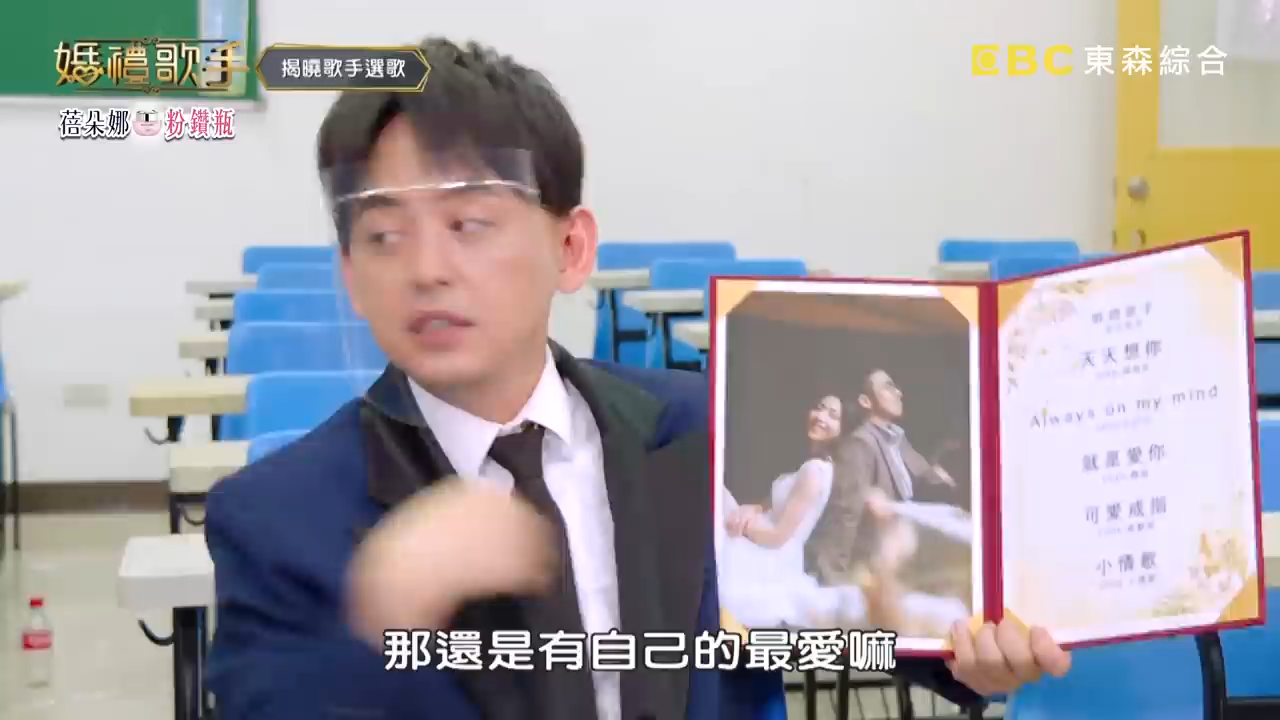 婚禮歌手
揭曉歌手選歌
EBC 東森綜合
蓓朵娜 粉鑽瓶
婚禮歌手
天天想你
Always on my mind
就是愛你
可愛戒指
小情歌
那還是有自己的最愛嘛